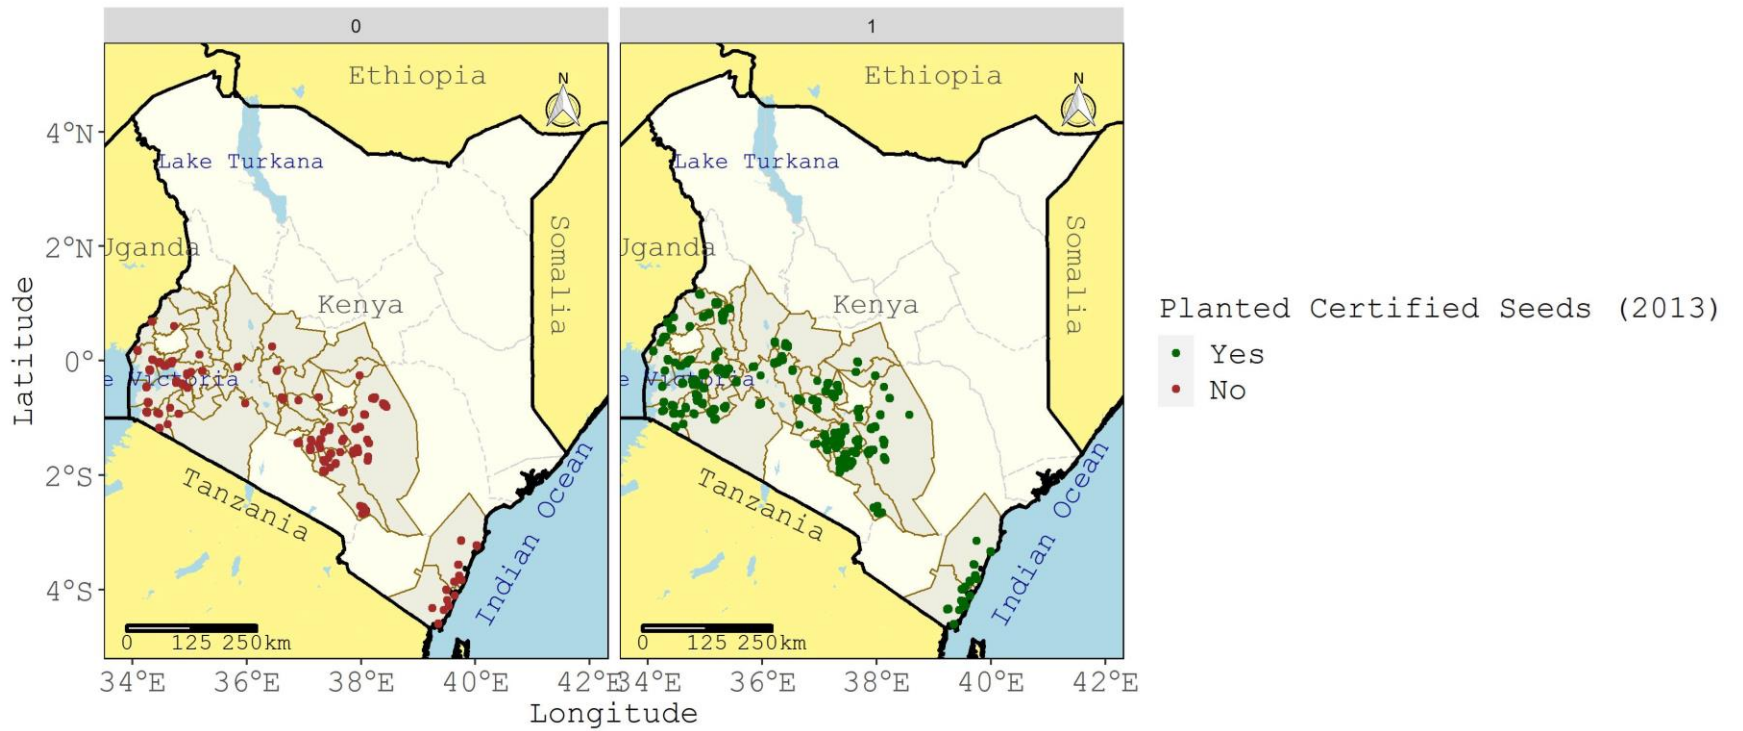 0
1
Ethiopia
N
Ethiopia
N
4°N
Lake Turkana
Lake Turkana
2°N
Uganda
Somalia
Uganda
Somalia
Kenya
Kenya
Latitude
0°
e Victoria
e Victoria
2°S
Tanzania
Indian Ocean
Tanzania
Indian Ocean
4°S
0 125 250km
0 125 250km
34°E 36°E 38°E 40°E 42°E
34°E 36°E 38°E 40°E 42°E
Longitude
Planted Certified Seeds (2013)
Yes
No